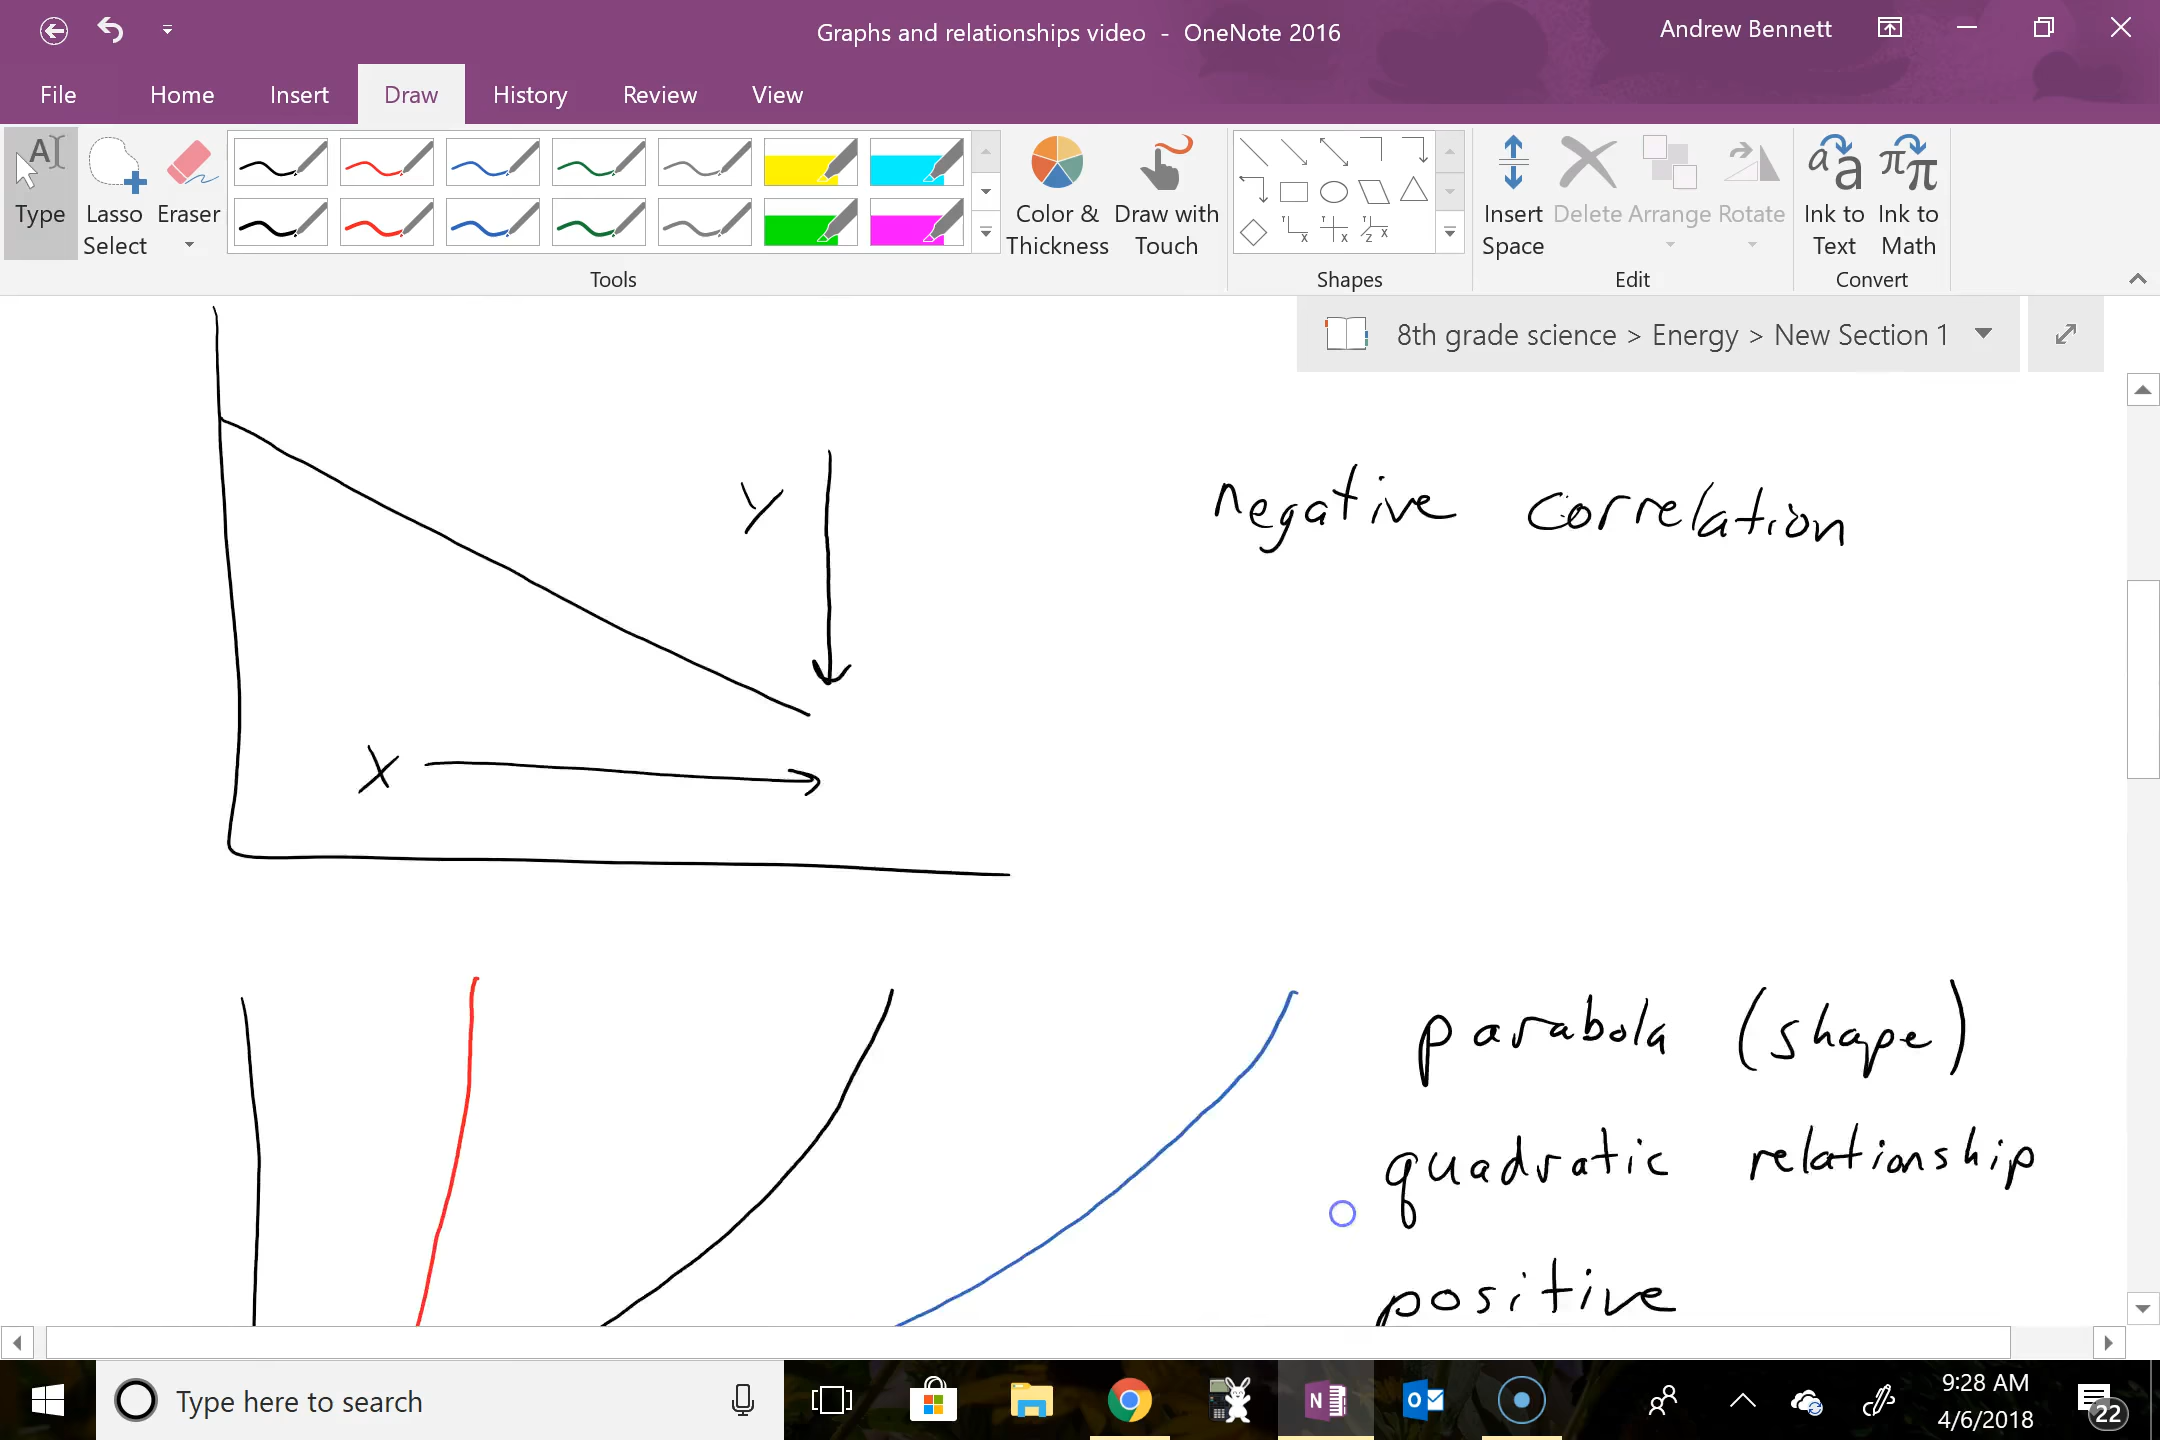 Graphs and relationships video - OneNote 2016
Andrew Bennett
File Home Insert Draw History Review View
Type
Lasso Select
Eraser
Color & Thickness
Draw with Touch
Insert Space
Delete
Arrange
Rotate
Ink to Text
Ink to Math
Tools
Shapes
Edit
Convert
8th grade science > Energy > New Section 1
y
negative correlation
x
parabola (shape)
quadratic relationship
positive
Type here to search
9:28 AM
4/6/2018
22